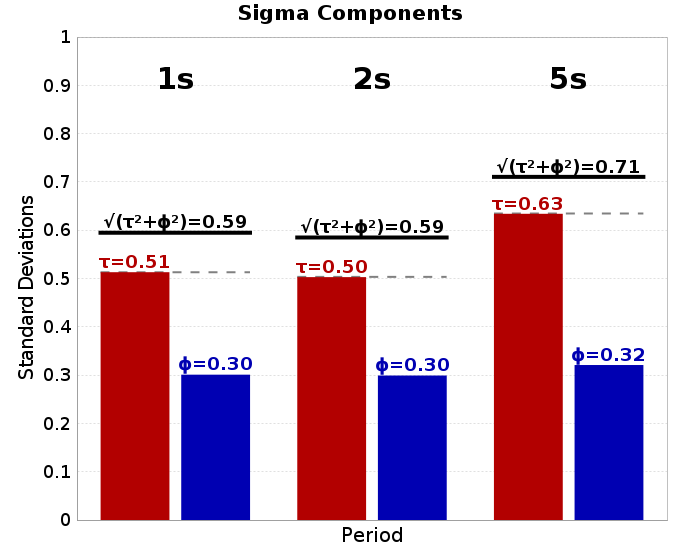 Sigma Components
1
0.9
0.8
0.7
0.6
0.5
0.4
0.3
0.2
0.1
0
Standard Deviations
1s
2s
5s
√(τ²+ϕ²)=0.59
√(τ²+ϕ²)=0.59
√(τ²+ϕ²)=0.71
τ=0.51
ϕ=0.30
τ=0.50
ϕ=0.30
τ=0.63
ϕ=0.32
Period